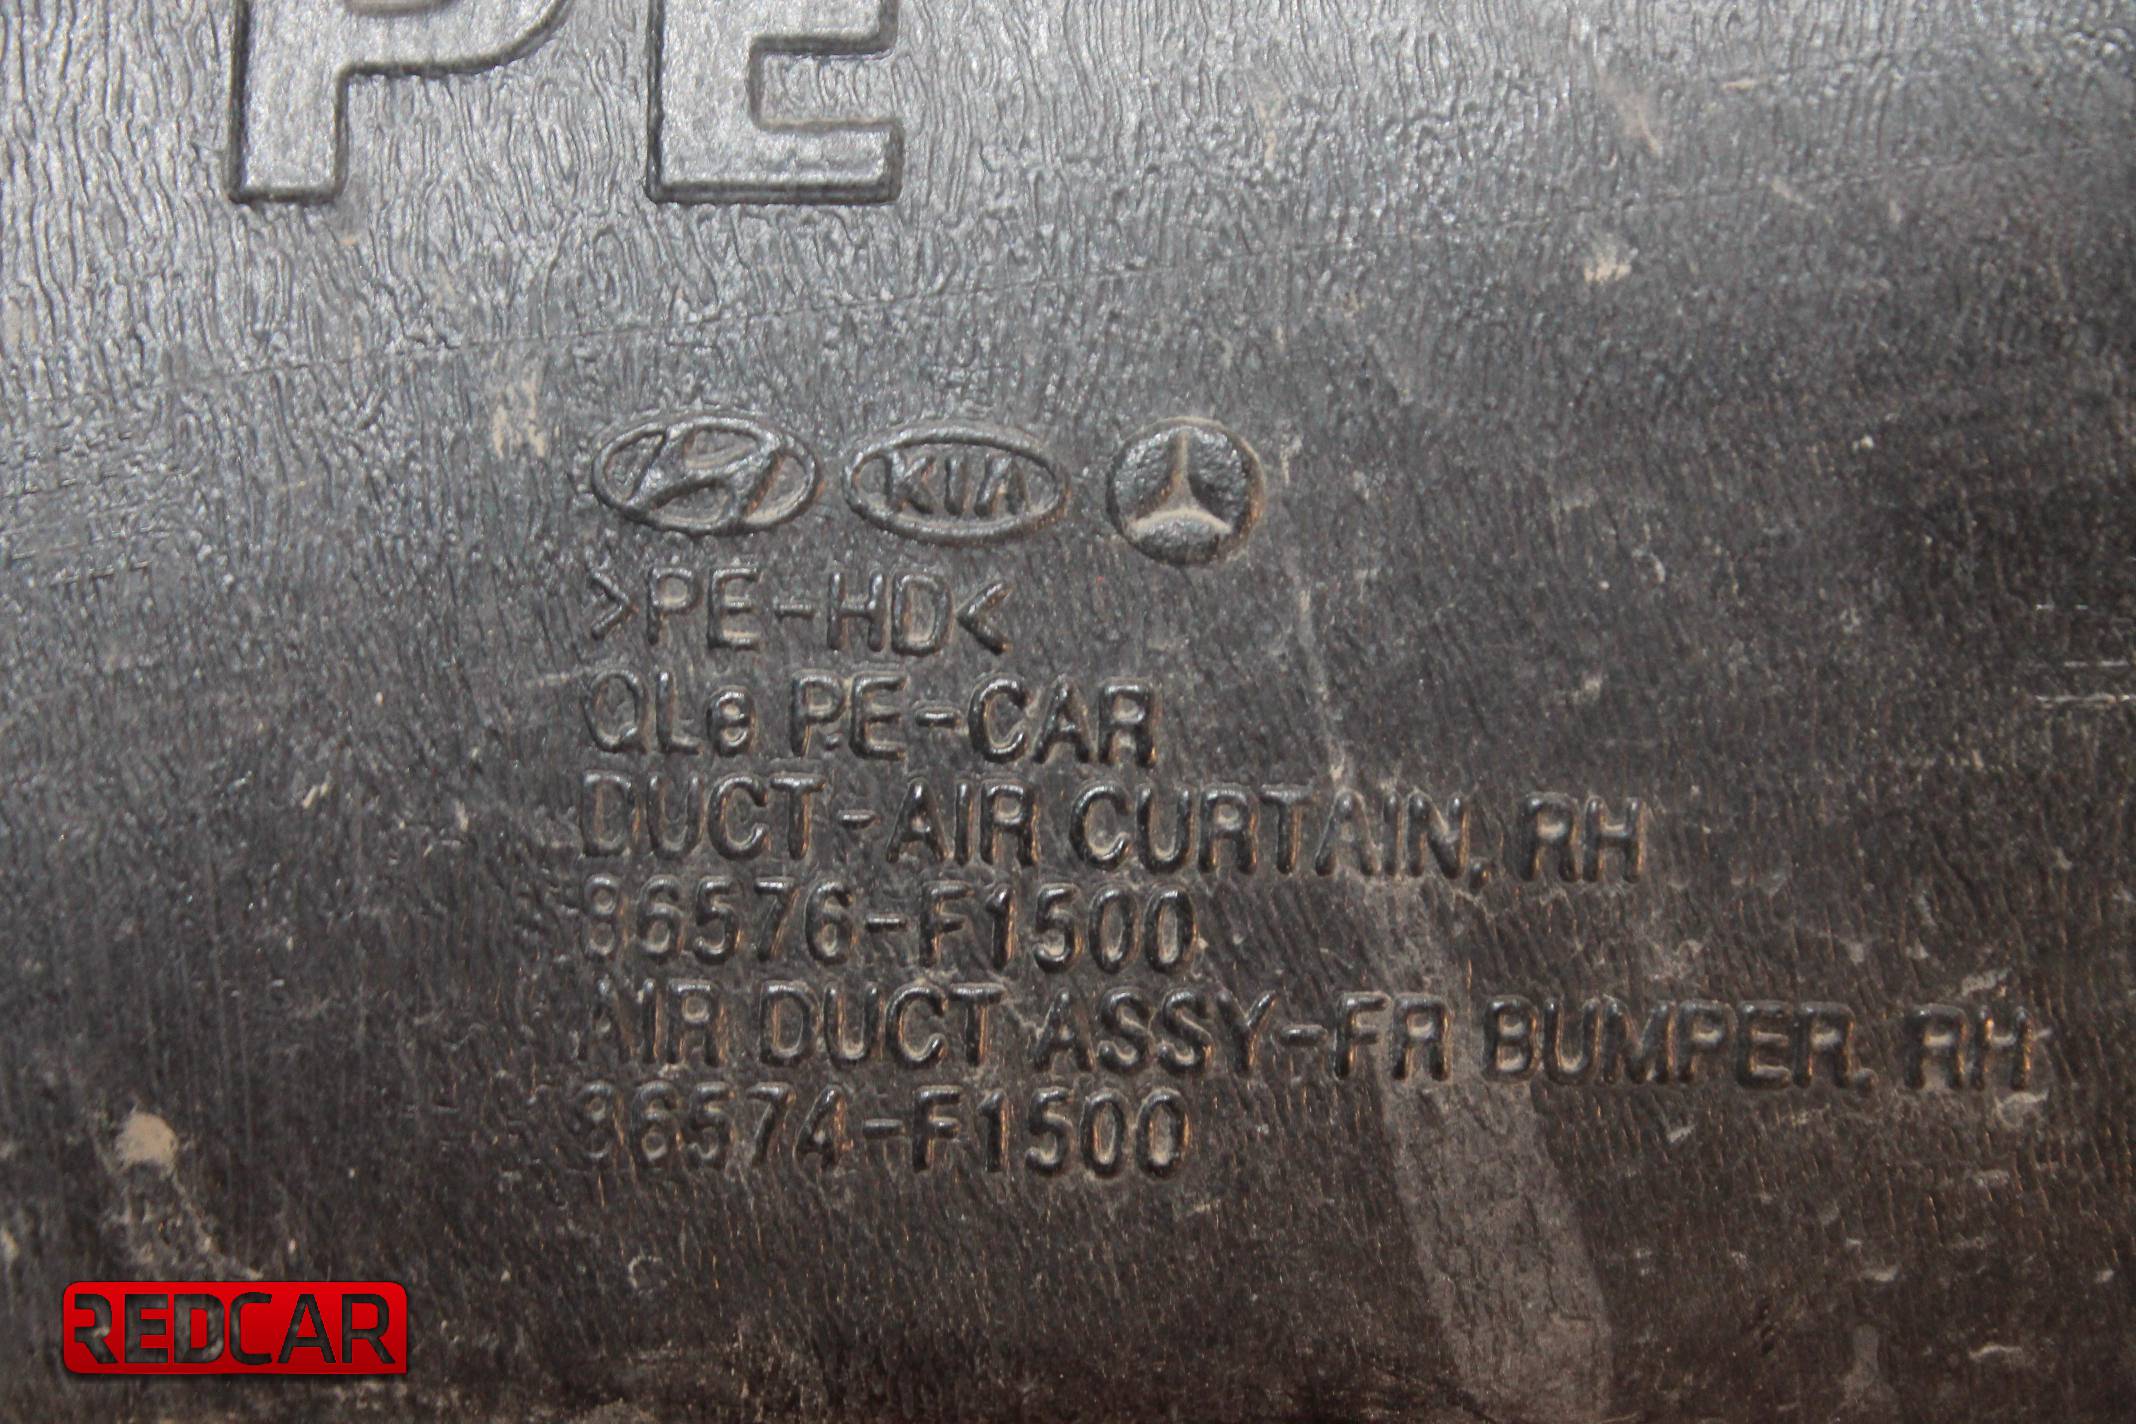 PE
KIA
>PE-HD<
QLe PE-CAR
DUCT-AIR CURTAIN, RH
86576-F1500
AIR DUCT ASSY-FR BUMPER, RH
86574-F1500
REDCAR